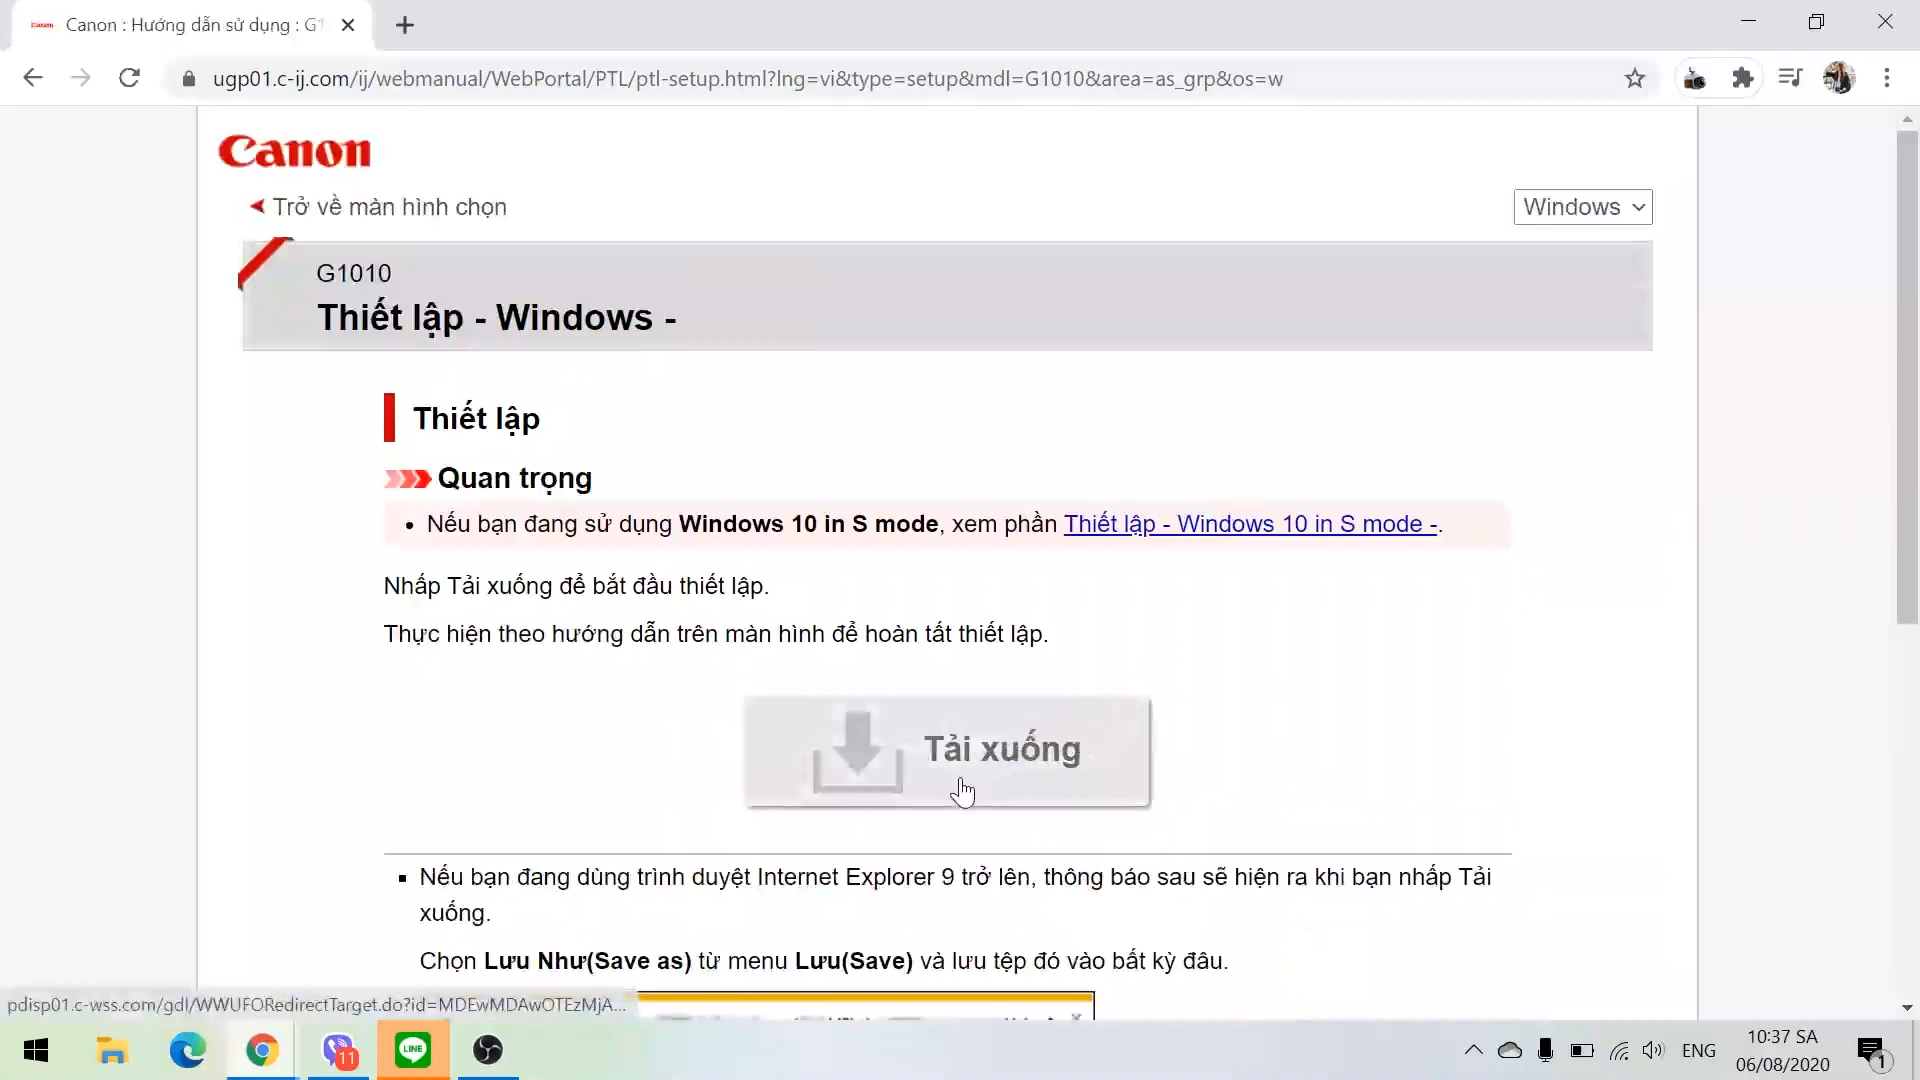 Canon : Hướng dẫn sử dụng : G1
ugp01.c-ij.com/ij/webmanual/WebPortal/PTL/ptl-setup.html?lng=vi&type=setup&mdl=G1010&area=as_grp&os=w
Canon
Trở về màn hình chọn
Windows
G1010
Thiết lập - Windows -
Thiết lập
Quan trọng
• Nếu bạn đang sử dụng Windows 10 in S mode, xem phần Thiết lập - Windows 10 in S mode -.
Nhấp Tải xuống để bắt đầu thiết lập.
Thực hiện theo hướng dẫn trên màn hình để hoàn tất thiết lập.
Tải xuống
▪ Nếu bạn đang dùng trình duyệt Internet Explorer 9 trở lên, thông báo sau sẽ hiện ra khi bạn nhấp Tải
xuống.
Chọn Lưu Như(Save as) từ menu Lưu(Save) và lưu tệp đó vào bất kỳ đâu.
pdisp01.c-wss.com/gdl/WWUFORedirectTarget.do?id=MDEwMDAwOTEzMjA...
11
LINE
ENG
10:37 SA
06/08/2020
1